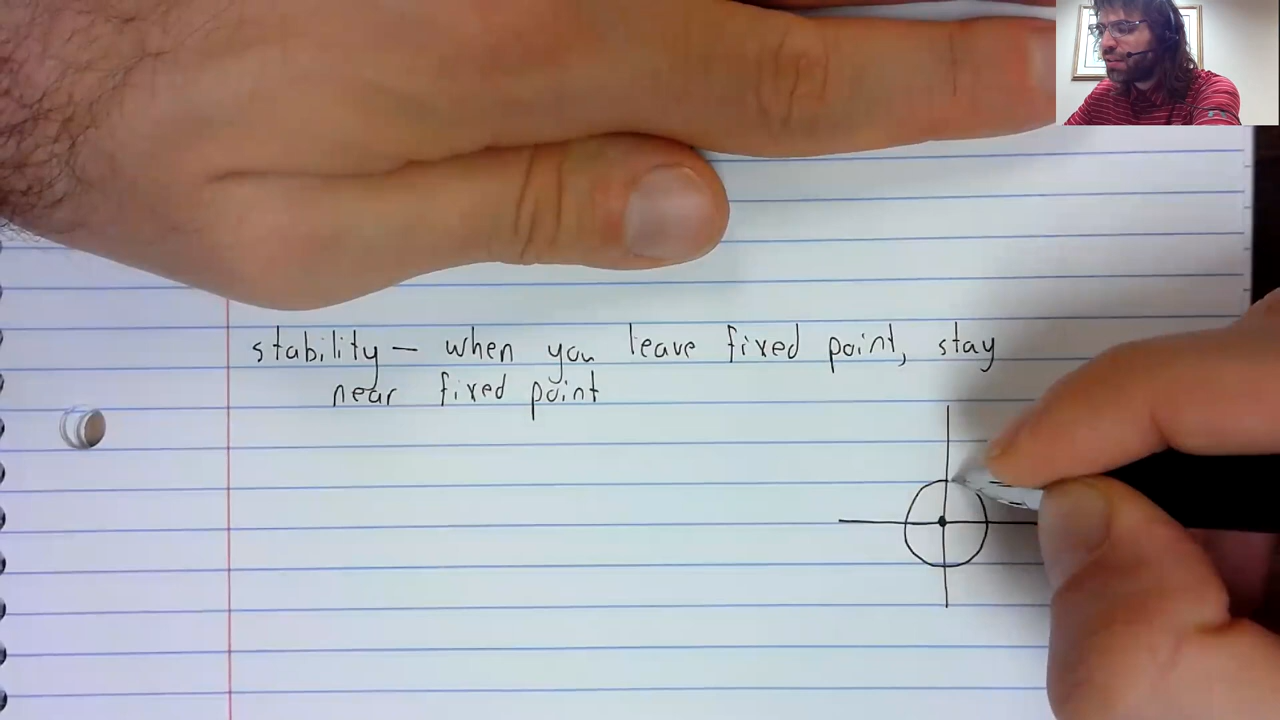 stability — when you leave fixed point, stay
near fixed point